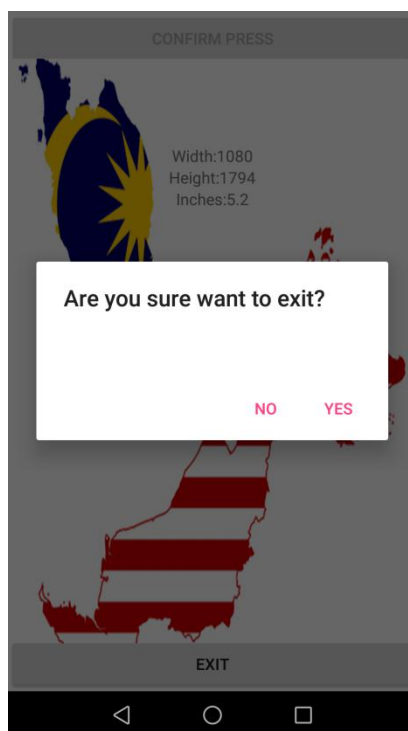 CONFIRM PRESS
Width:1080
Height:1794
Inches:5.2
Are you sure want to exit?
NO YES
EXIT